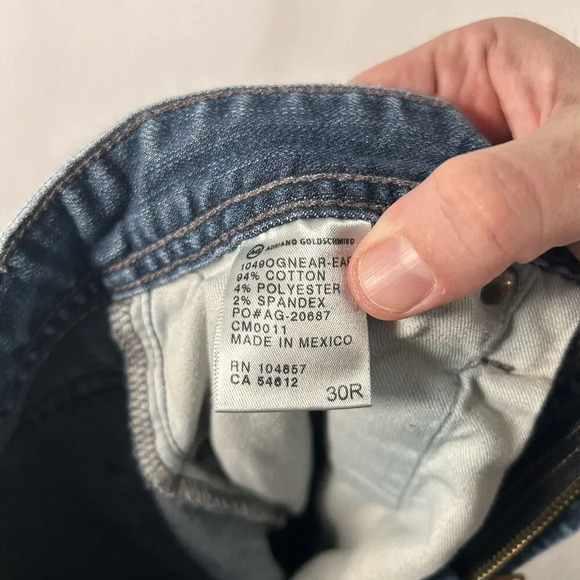 AG ADRIANO GOLDSCHMIED
1049OGNEAR-EAR
94% COTTON
4% POLYESTER
2% SPANDEX
PO#AG-20687
CM0011
MADE IN MEXICO
RN 104857
CA 54612
30R